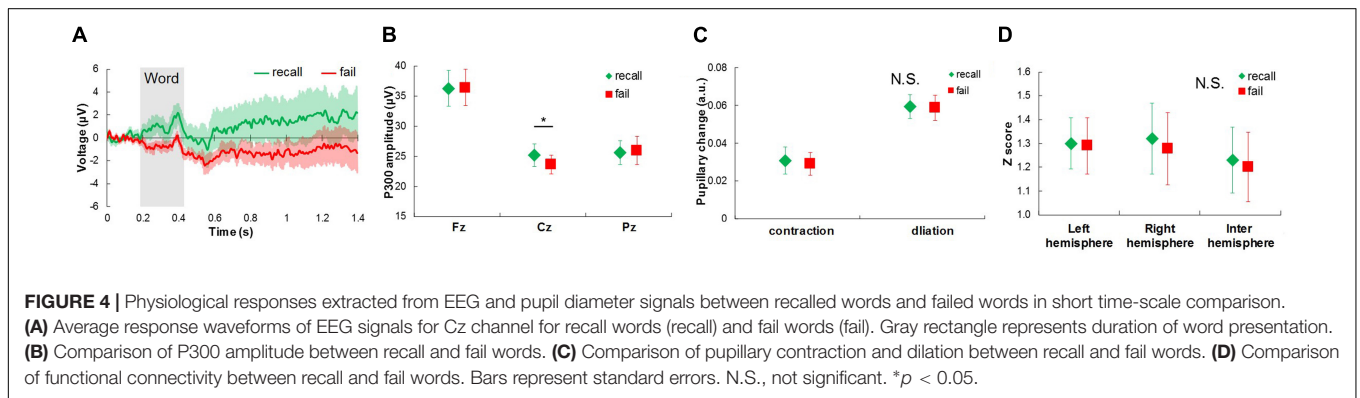 A
Voltage (μV)
6
4
2
0
-2
-4
-6
Word
recall
fail
0
0.2
0.4
0.6
0.8
1
1.2
1.4
Time (s)
B
P300 amplitude (μV)
40
35
30
25
20
15
*
recall
fail
Fz
Cz
Pz
C
Pupillary change (a.u.)
0.08
0.06
0.04
0.02
0
N.S.
recall
fail
contraction
dliation
D
Z score
1.6
1.5
1.4
1.3
1.2
1.1
1.0
N.S.
recall
fail
Left
hemisphere
Right
hemisphere
Inter
hemisphere
FIGURE 4 | Physiological responses extracted from EEG and pupil diameter signals between recalled words and failed words in short time-scale comparison.
(A) Average response waveforms of EEG signals for Cz channel for recall words (recall) and fail words (fail). Gray rectangle represents duration of word presentation.
(B) Comparison of P300 amplitude between recall and fail words. (C) Comparison of pupillary contraction and dilation between recall and fail words. (D) Comparison
of functional connectivity between recall and fail words. Bars represent standard errors. N.S., not significant. *p < 0.05.